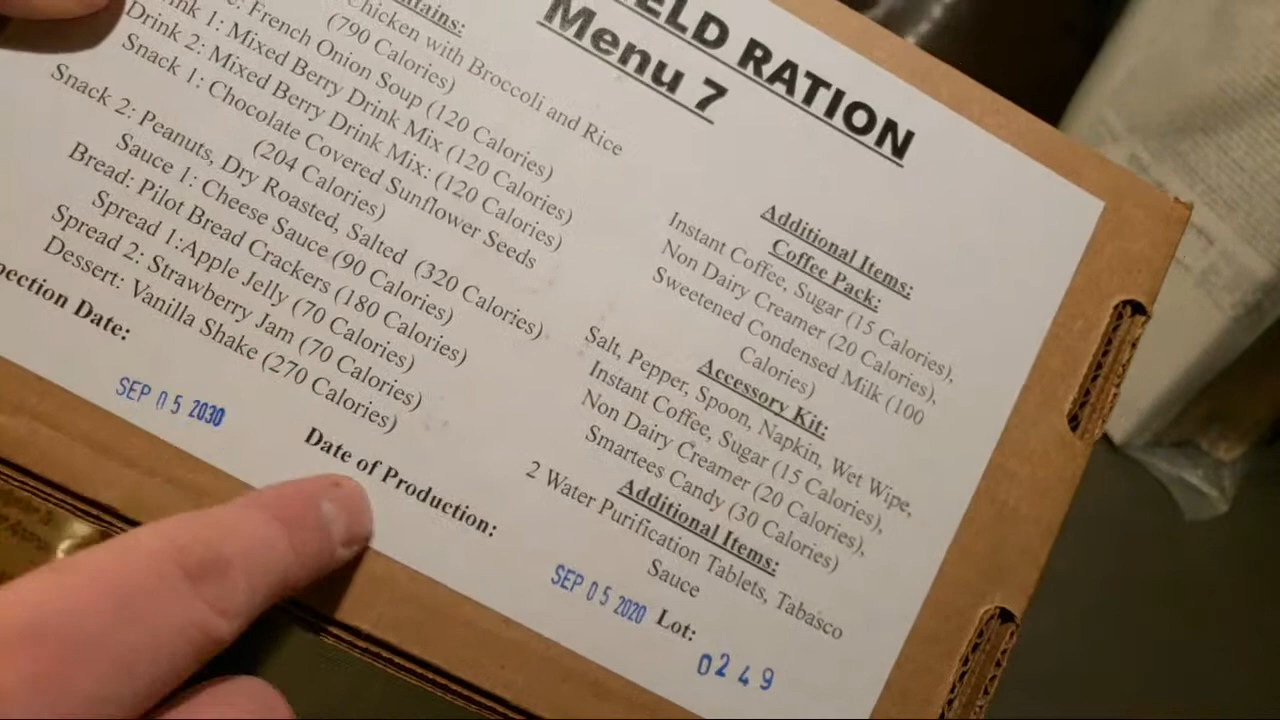 ELD RATION
Menu 7
tains:
Chicken with Broccoli and Rice
(790 Calories)
French Onion Soup (120 Calories)
Drink 1: Mixed Berry Drink Mix (120 Calories)
Drink 2: Mixed Berry Drink Mix: (120 Calories)
Snack 1: Chocolate Covered Sunflower Seeds
(204 Calories)
Snack 2: Peanuts, Dry Roasted, Salted (320 Calories)
Sauce 1: Cheese Sauce (90 Calories)
Bread: Pilot Bread Crackers (180 Calories)
Spread 1:Apple Jelly (70 Calories)
Spread 2: Strawberry Jam (70 Calories)
Dessert: Vanilla Shake (270 Calories)
pection Date:
SEP 05 2030
Date of Production:
SEP 05 2020
Additional Items:
Coffee Pack:
Instant Coffee, Sugar (15 Calories),
Non Dairy Creamer (20 Calories),
Sweetened Condensed Milk (100
Calories)
Accessory Kit:
Salt, Pepper, Spoon, Napkin, Wet Wipe,
Instant Coffee, Sugar (15 Calories),
Non Dairy Creamer (20 Calories),
Smartees Candy (30 Calories)
Additional Items:
2 Water Purification Tablets, Tabasco
Sauce
Lot:
0249